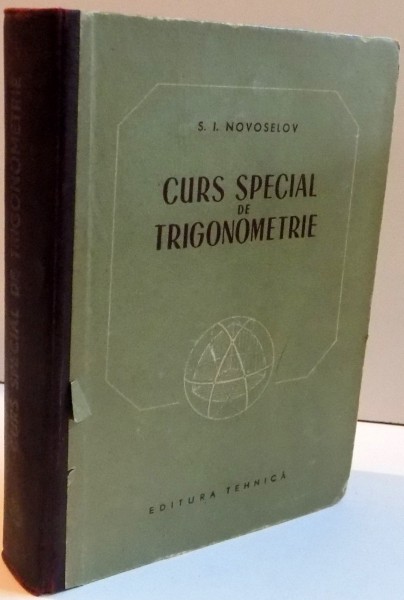 S. I. NOVOSELOV
CURS SPECIAL
DE
TRIGONOMETRIE
EDITURA TEHNICĂ
CURS SPECIAL DE TRIGONOMETRIE